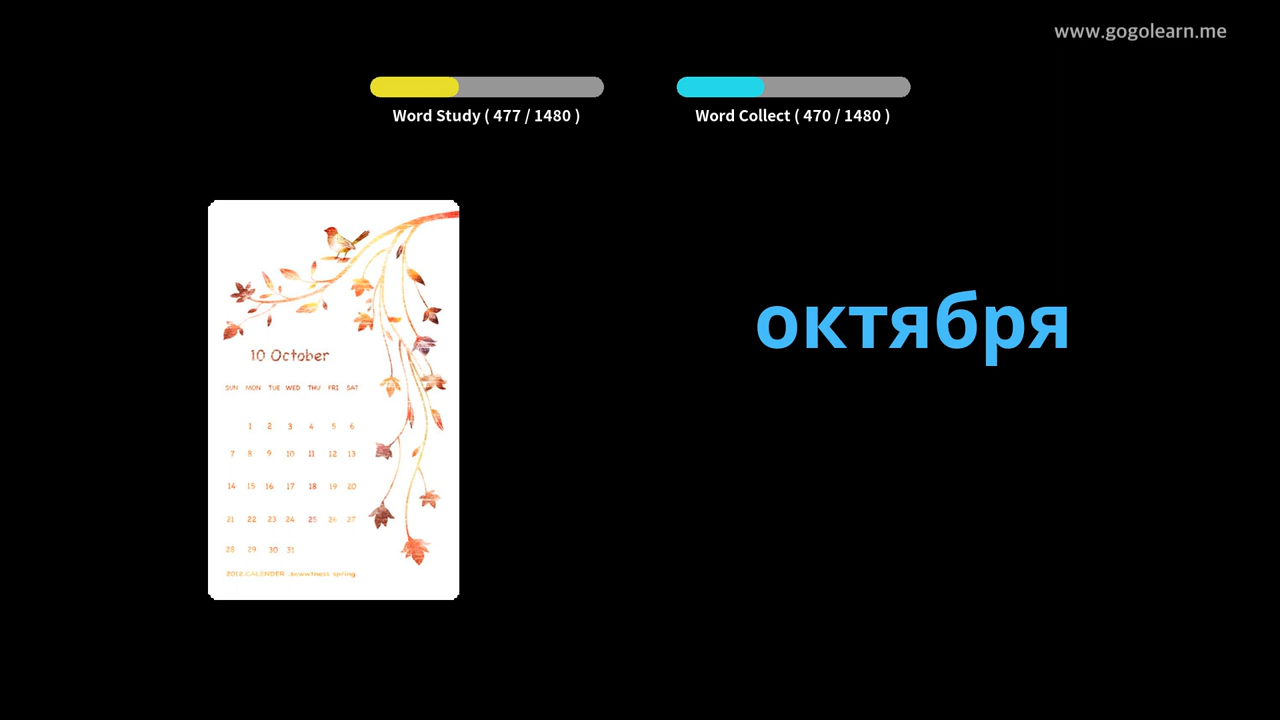 www.gogolearn.me
Word Study ( 477 / 1480 )
Word Collect ( 470 / 1480 )
октября
10 October
SUN MON TUE WED THU FRI SAT
1 2 3 4 5 6
7 8 9 10 11 12 13
14 15 16 17 18 19 20
21 22 23 24 25 26 27
28 29 30 31
2012.CALENDER spring